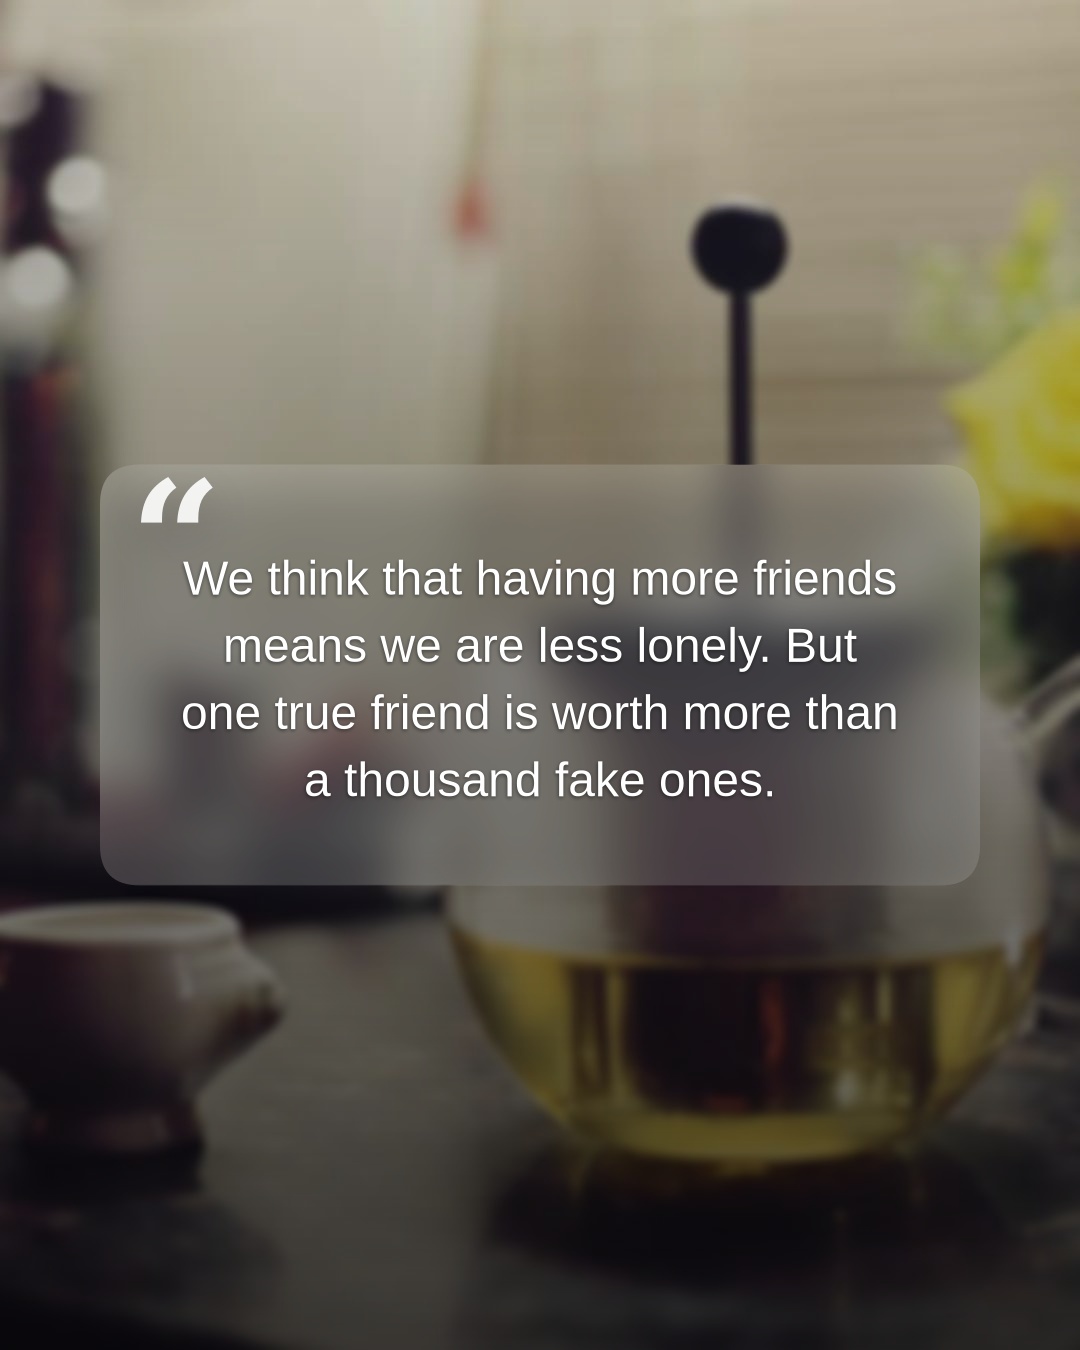 “
We think that having more friends
means we are less lonely. But
one true friend is worth more than
a thousand fake ones.